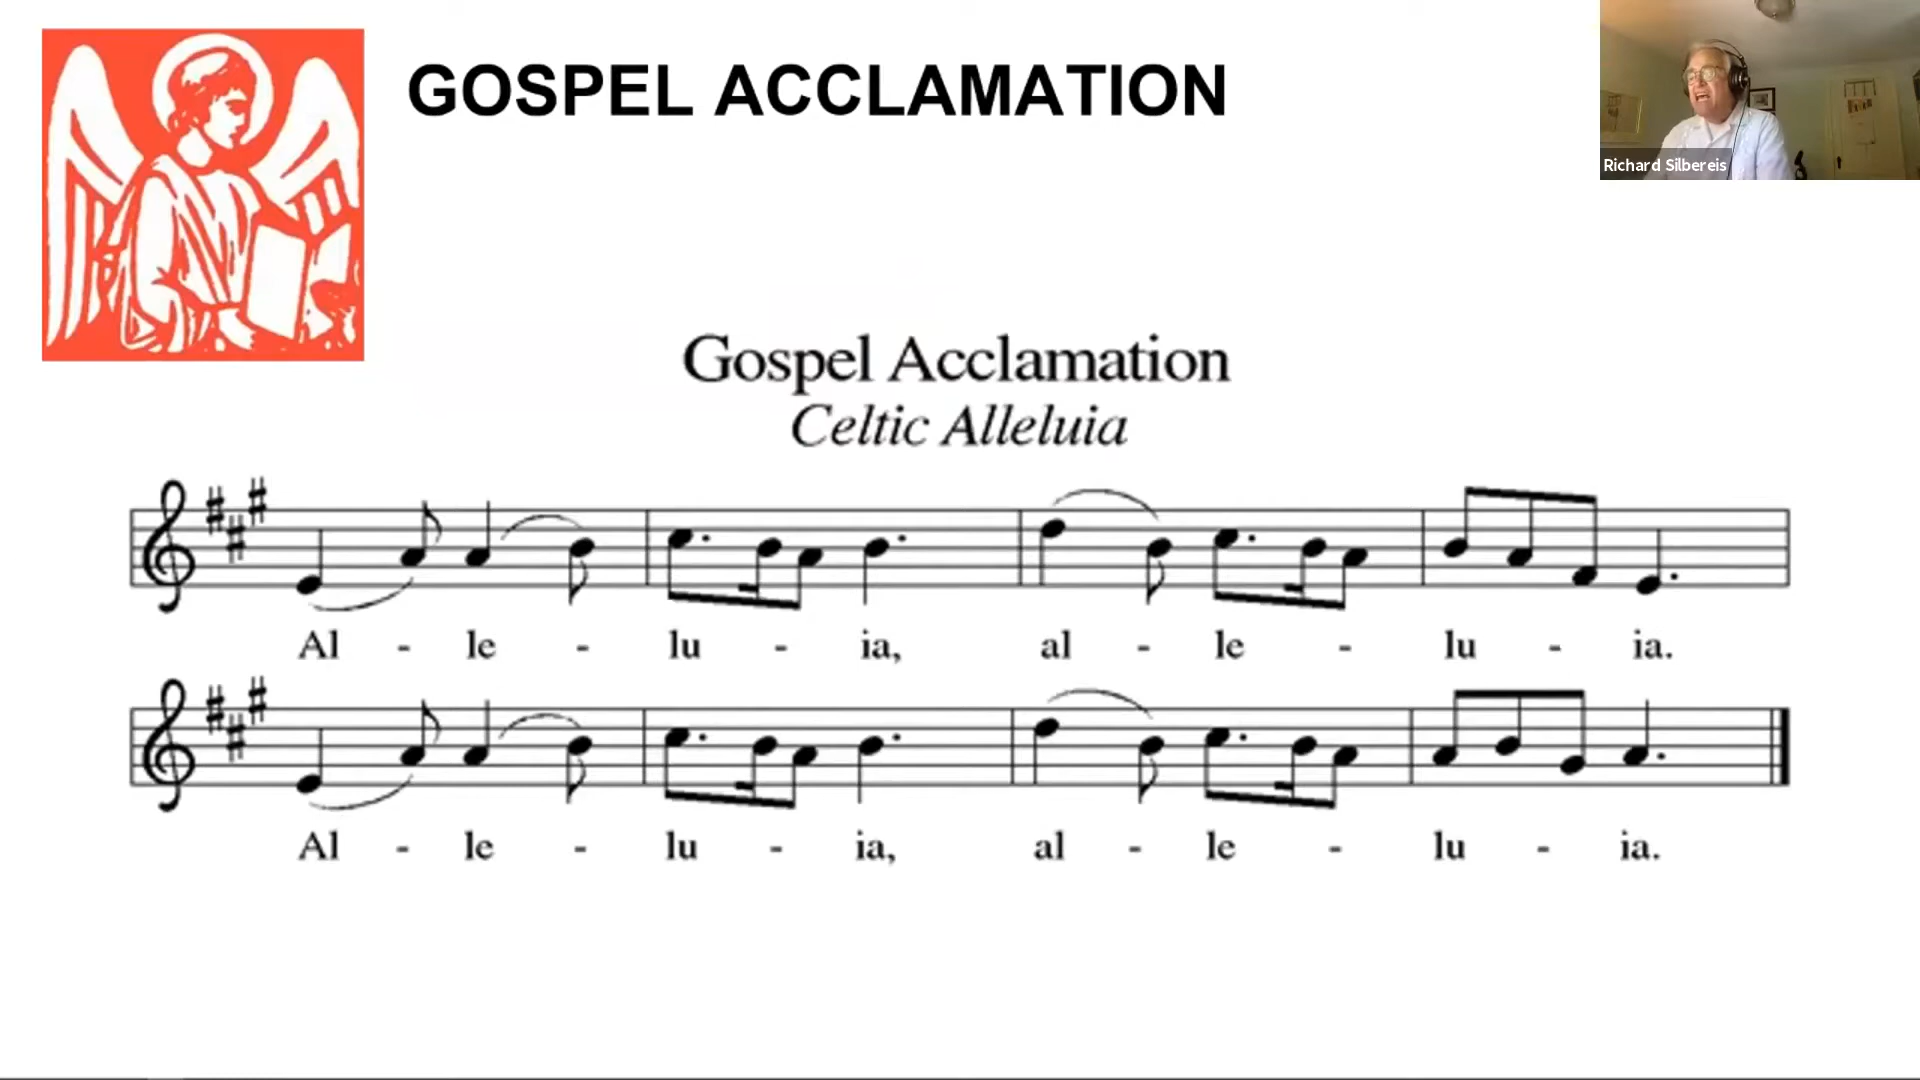 GOSPEL ACCLAMATION
Richard Silbereis
Gospel Acclamation
Celtic Alleluia
Al - le - lu - ia, al - le - lu - ia.
Al - le - lu - ia, al - le - lu - ia.